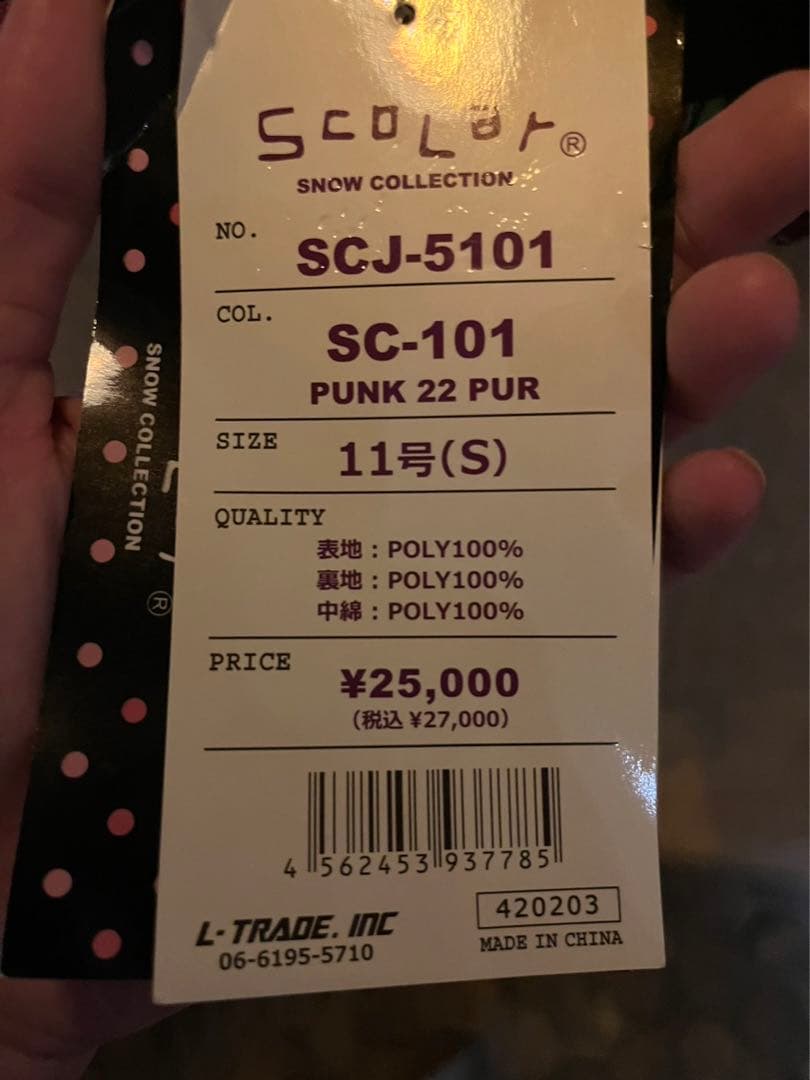 ScoLar®
SNOW COLLECTION
NO.
SCJ-5101
COL.
SC-101
PUNK 22 PUR
SIZE
11号(S)
QUALITY
表地：POLY100%
裏地：POLY100%
中綿：POLY100%
PRICE
¥25,000
(税込 ¥27,000)
4 562453 937785
L-TRADE. INC
06-6195-5710
420203
MADE IN CHINA
SNOW COLLECTION
®